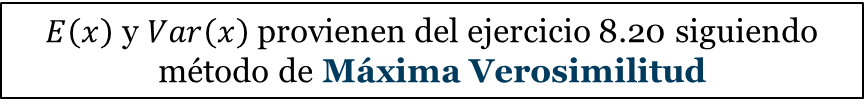 𝐸(𝑥) y 𝑉𝑎𝑟(𝑥) provienen del ejercicio 8.20 siguiendo
método de Máxima Verosimilitud